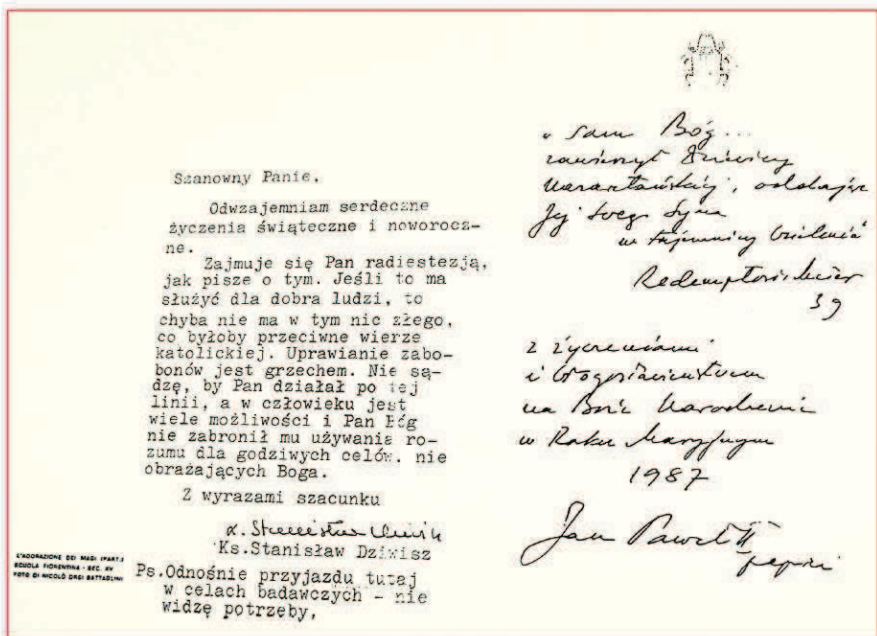 Szanowny Panie,
Odwzajemniam serdeczne
życzenia świąteczne i noworocz-
ne.
Zajmuje się Pan radiestezją,
jak pisze o tym. Jeśli to ma
służyć dla dobra ludzi, to
chyba nie ma w tym nic złego,
co byłoby przeciwne wierze
katolickiej. Uprawianie zabo-
bonów jest grzechem. Nie są-
dzę, by Pan działał po tej
linii, a w człowieku jest
wiele możliwości i Pan Bóg
nie zabronił mu używania ro-
zumu dla godziwych celów. nie
obrażających Boga.
Z wyrazami szacunku
Ks.Stanisław Dziwisz
Ps.Odnośnie przyjazdu tutaj
w celach badawczych - nie
widzę potrzeby,
L'ADORAZIONE DEI MAGI (PART.)
SCUOLA FIORENTINA - SEC. XV
FOTO DI NICOLÒ ORSI BATTAGLINI
„Sam Bóg...
zawierzył Dziewicy
Nazaretańskiej, oddając
Jej swego Syna
w tajemnicy Wcielenia
Redemptoris Mater
39
z życzeniami
i błogosławieństwem
na Boże Narodzenie
w Roku Maryjnym
1987
Jan Paweł II
papież